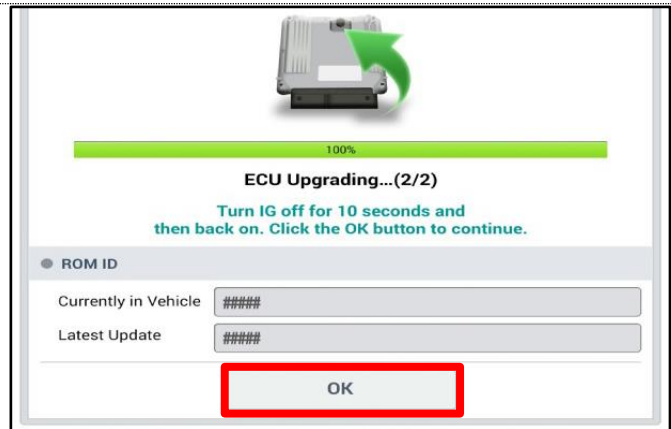 100%
ECU Upgrading...(2/2)
Turn IG off for 10 seconds and
then back on. Click the OK button to continue.
ROM ID
Currently in Vehicle #####
Latest Update #####
OK